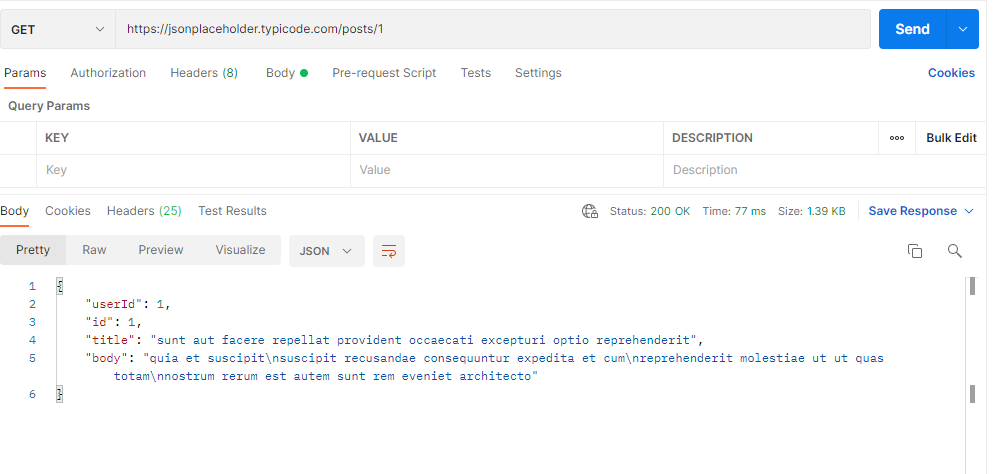 GET https://jsonplaceholder.typicode.com/posts/1 Send
Params Authorization Headers (8) Body Pre-request Script Tests Settings Cookies
Query Params
KEY VALUE DESCRIPTION ooo Bulk Edit
Key Value Description
Body Cookies Headers (25) Test Results Status: 200 OK Time: 77 ms Size: 1.39 KB Save Response
Pretty Raw Preview Visualize JSON
1 {
2 "userId": 1,
3 "id": 1,
4 "title": "sunt aut facere repellat provident occaecati excepturi optio reprehenderit",
5 "body": "quia et suscipit\nsuscipit recusandae consequuntur expedita et cum\nreprehenderit molestiae ut ut quas
totam\nnostrum rerum est autem sunt rem eveniet architecto"
6 }